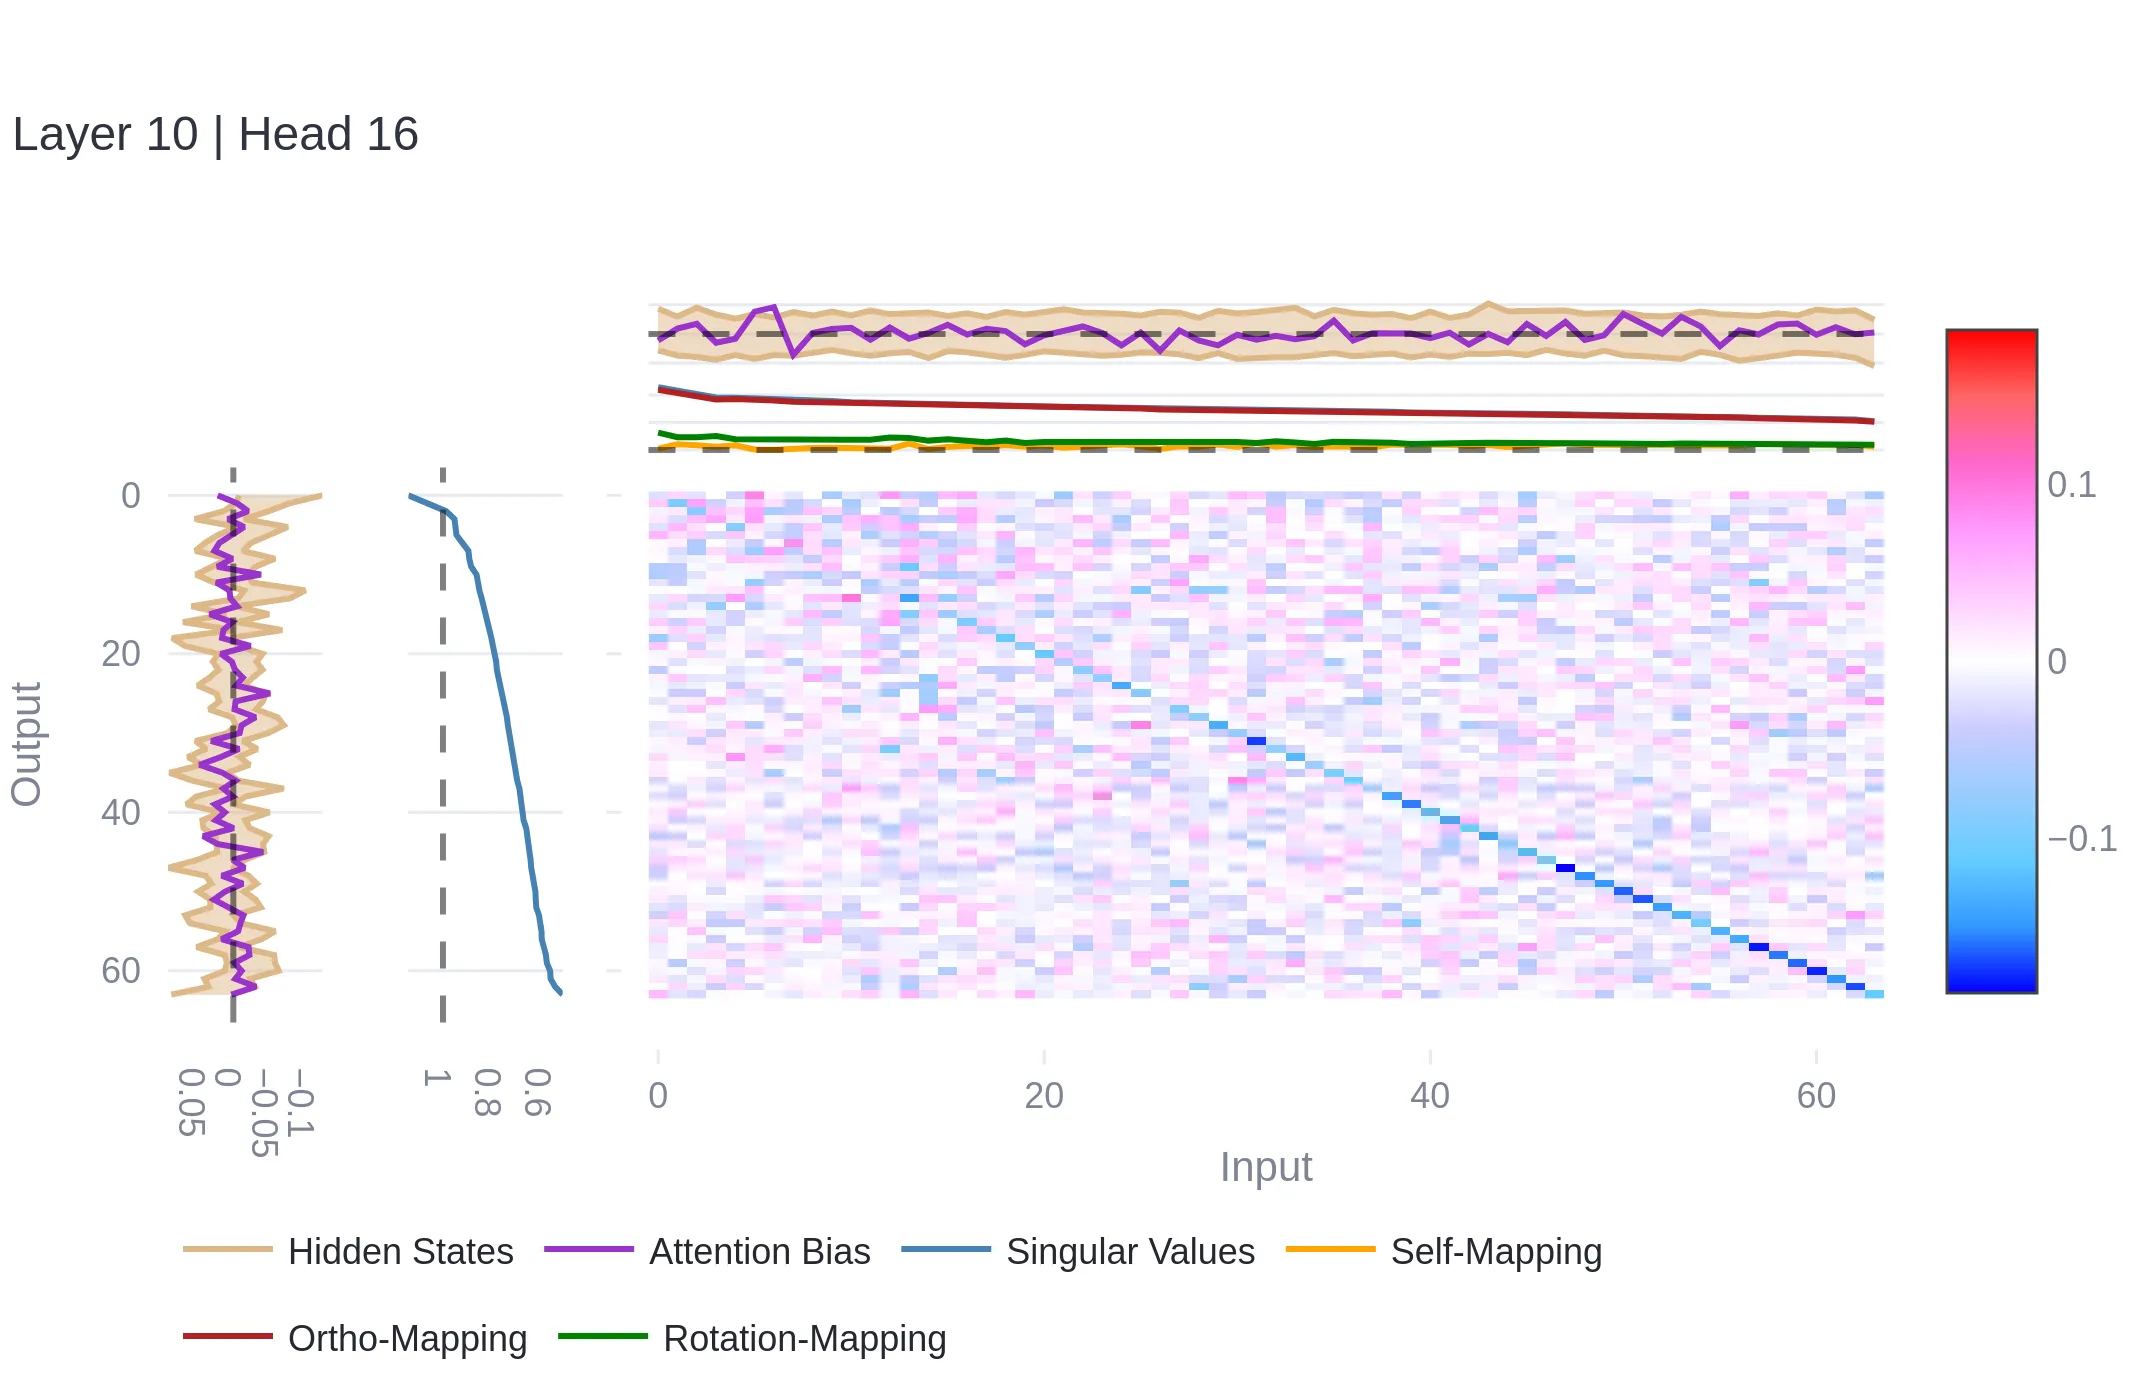 Layer 10 | Head 16
0
20
40
60
Output
0.05
0
−0.05
−0.1
1
0.8
0.6
0
20
40
60
Input
0.1
0
−0.1
Hidden States
Attention Bias
Singular Values
Self-Mapping
Ortho-Mapping
Rotation-Mapping